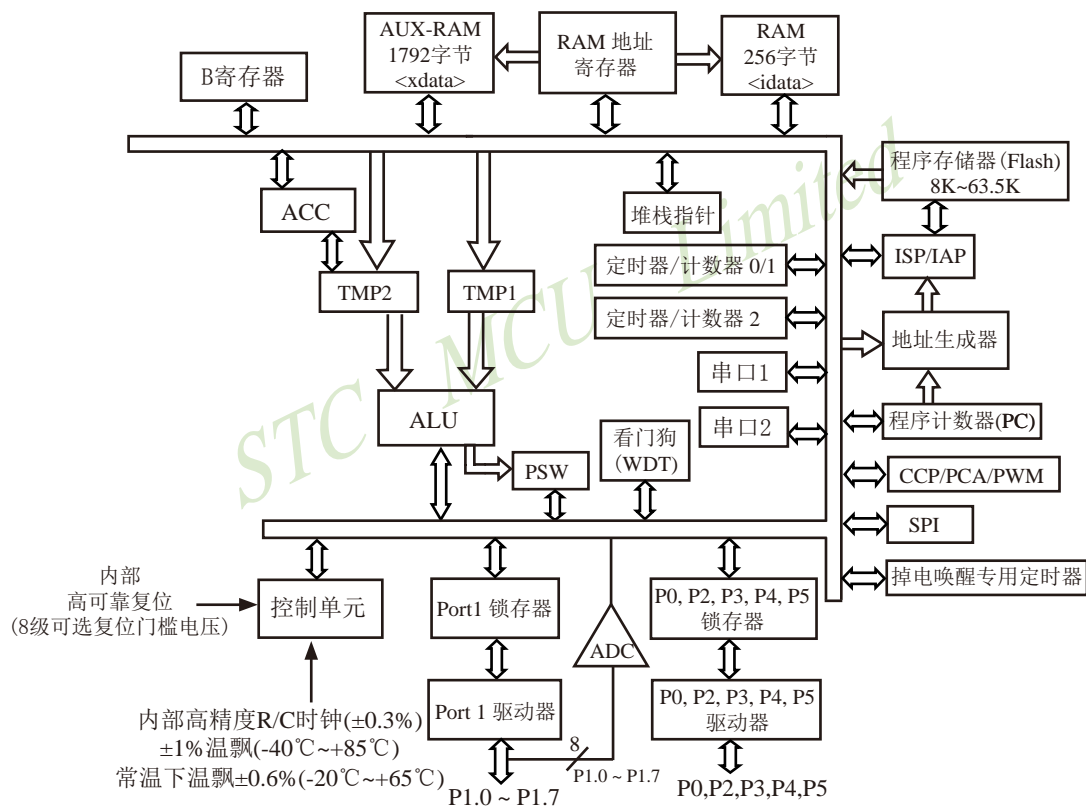 AUX-RAM
1792字节
<xdata>
RAM 地址
寄存器
RAM
256字节
<idata>
B寄存器
程序存储器(Flash)
8K~63.5K
ACC
堆栈指针
ISP/IAP
定时器/计数器 0/1
TMP2
TMP1
定时器/计数器 2
地址生成器
串口1
ALU
串口2
程序计数器(PC)
看门狗
(WDT)
PSW
CCP/PCA/PWM
SPI
掉电唤醒专用定时器
内部
高可靠复位
(8级可选复位门槛电压)
控制单元
Port1 锁存器
ADC
P0, P2, P3, P4, P5
锁存器
Port 1 驱动器
P0, P2, P3, P4, P5
驱动器
内部高精度R/C时钟(±0.3%)
±1%温飘(-40℃~+85℃)
常温下温飘±0.6%(-20℃~+65℃)
8
P1.0 ~ P1.7
P1.0 ~ P1.7
P0,P2,P3,P4,P5
STC MCU Limited